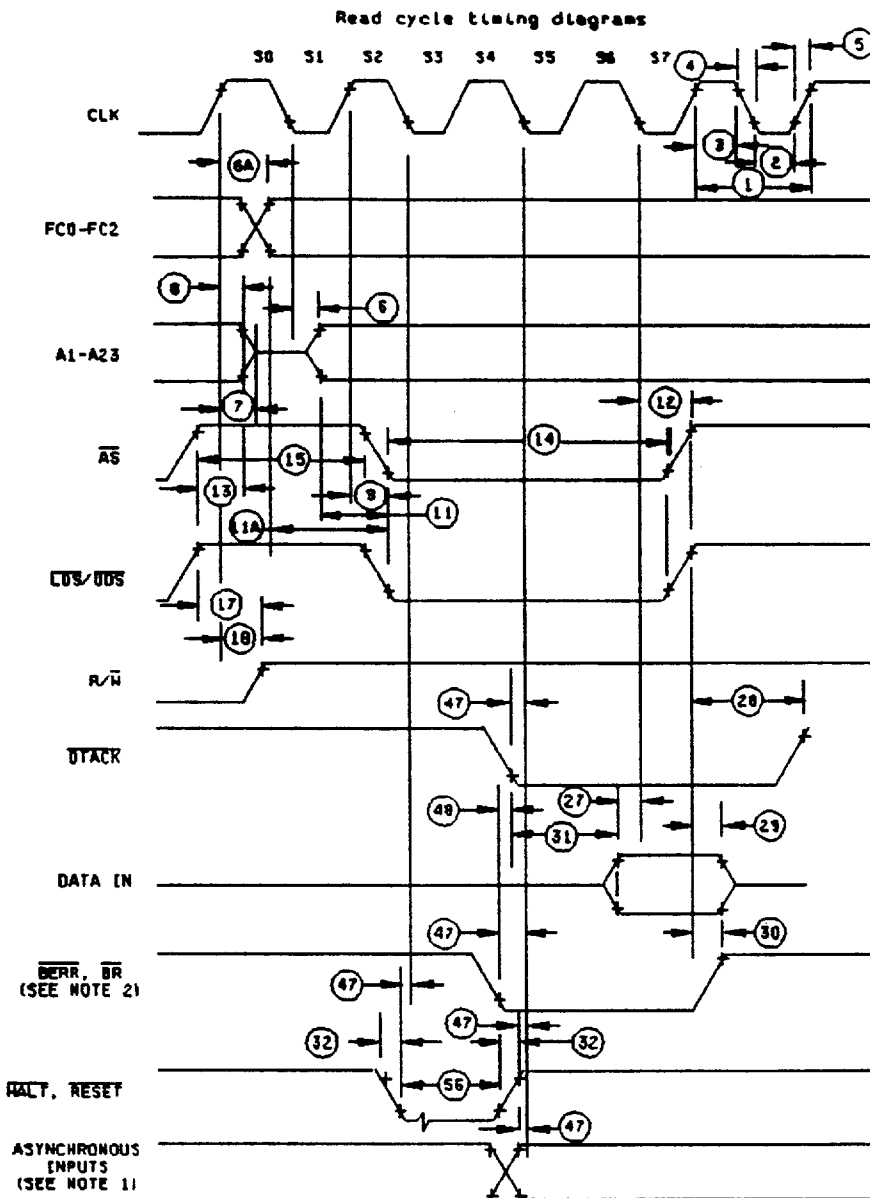 Read cycle timing diagrams
S0 S1 S2 S3 S4 S5 S6 S7
5
4
CLK
3
2
6A
1
FC0-FC2
8
6
A1-A23
7
12
AS
14
15
13
9
11
11A
LDS/UDS
17
18
R/W
47
28
DTACK
48
27
31
29
DATA IN
47
30
BERR, BR
(SEE NOTE 2)
47
47
32
32
HALT, RESET
56
47
ASYNCHRONOUS
INPUTS
(SEE NOTE 1)